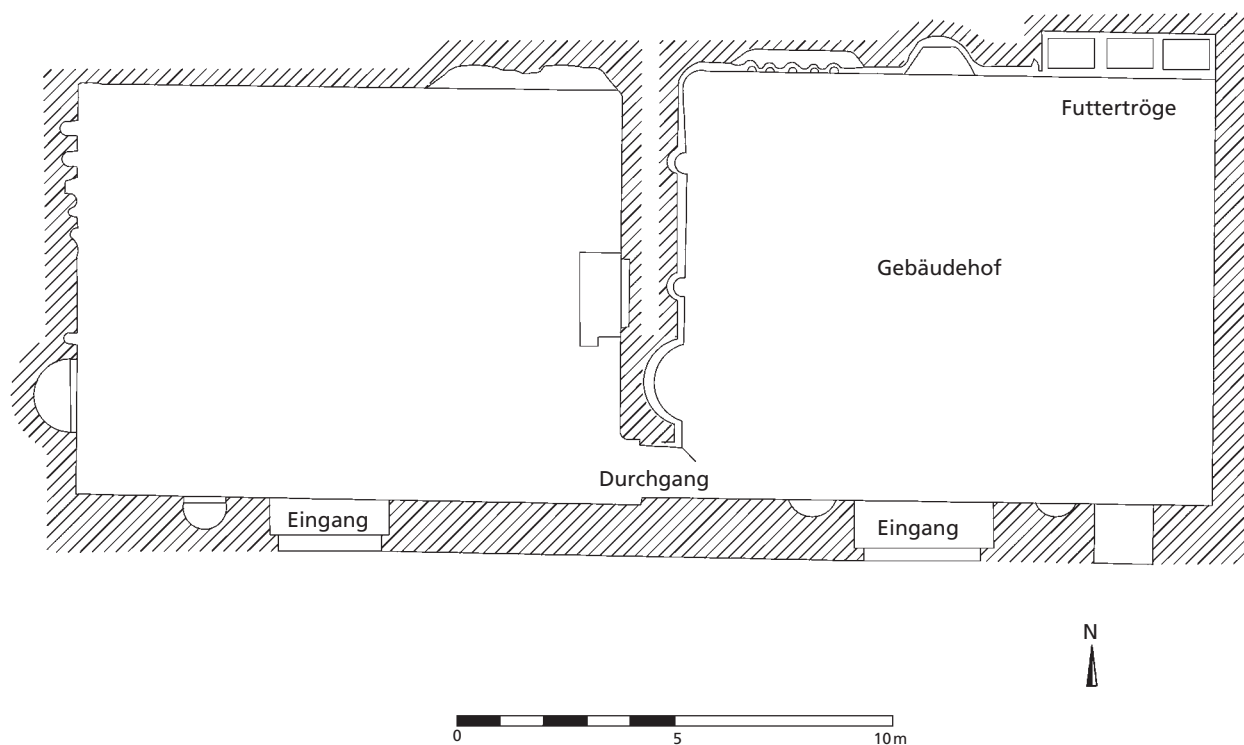 Futtertröge
Gebäudehof
Durchgang
Eingang
Eingang
N
0 5 10 m